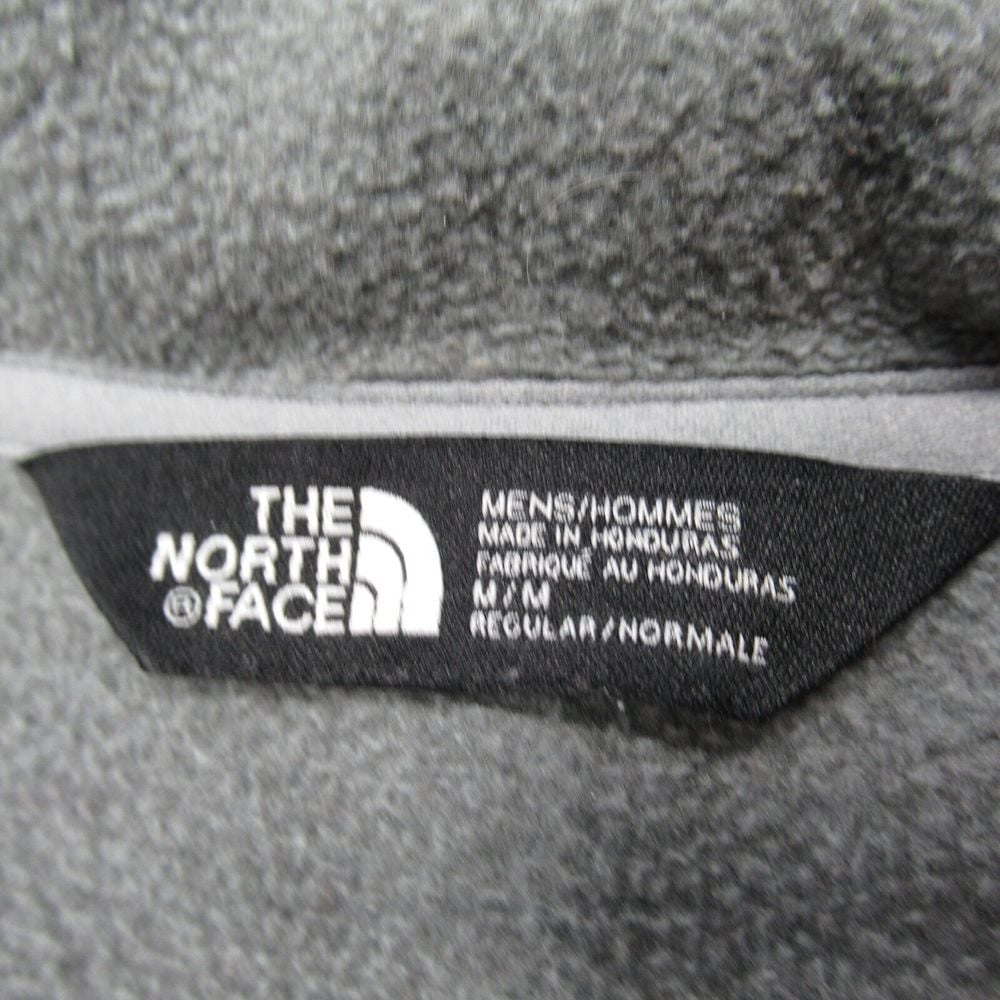 THE
NORTH
®FACE
MENS/HOMMES
MADE IN HONDURAS
FABRIQUÉ AU HONDURAS
M/M
REGULAR/NORMALE